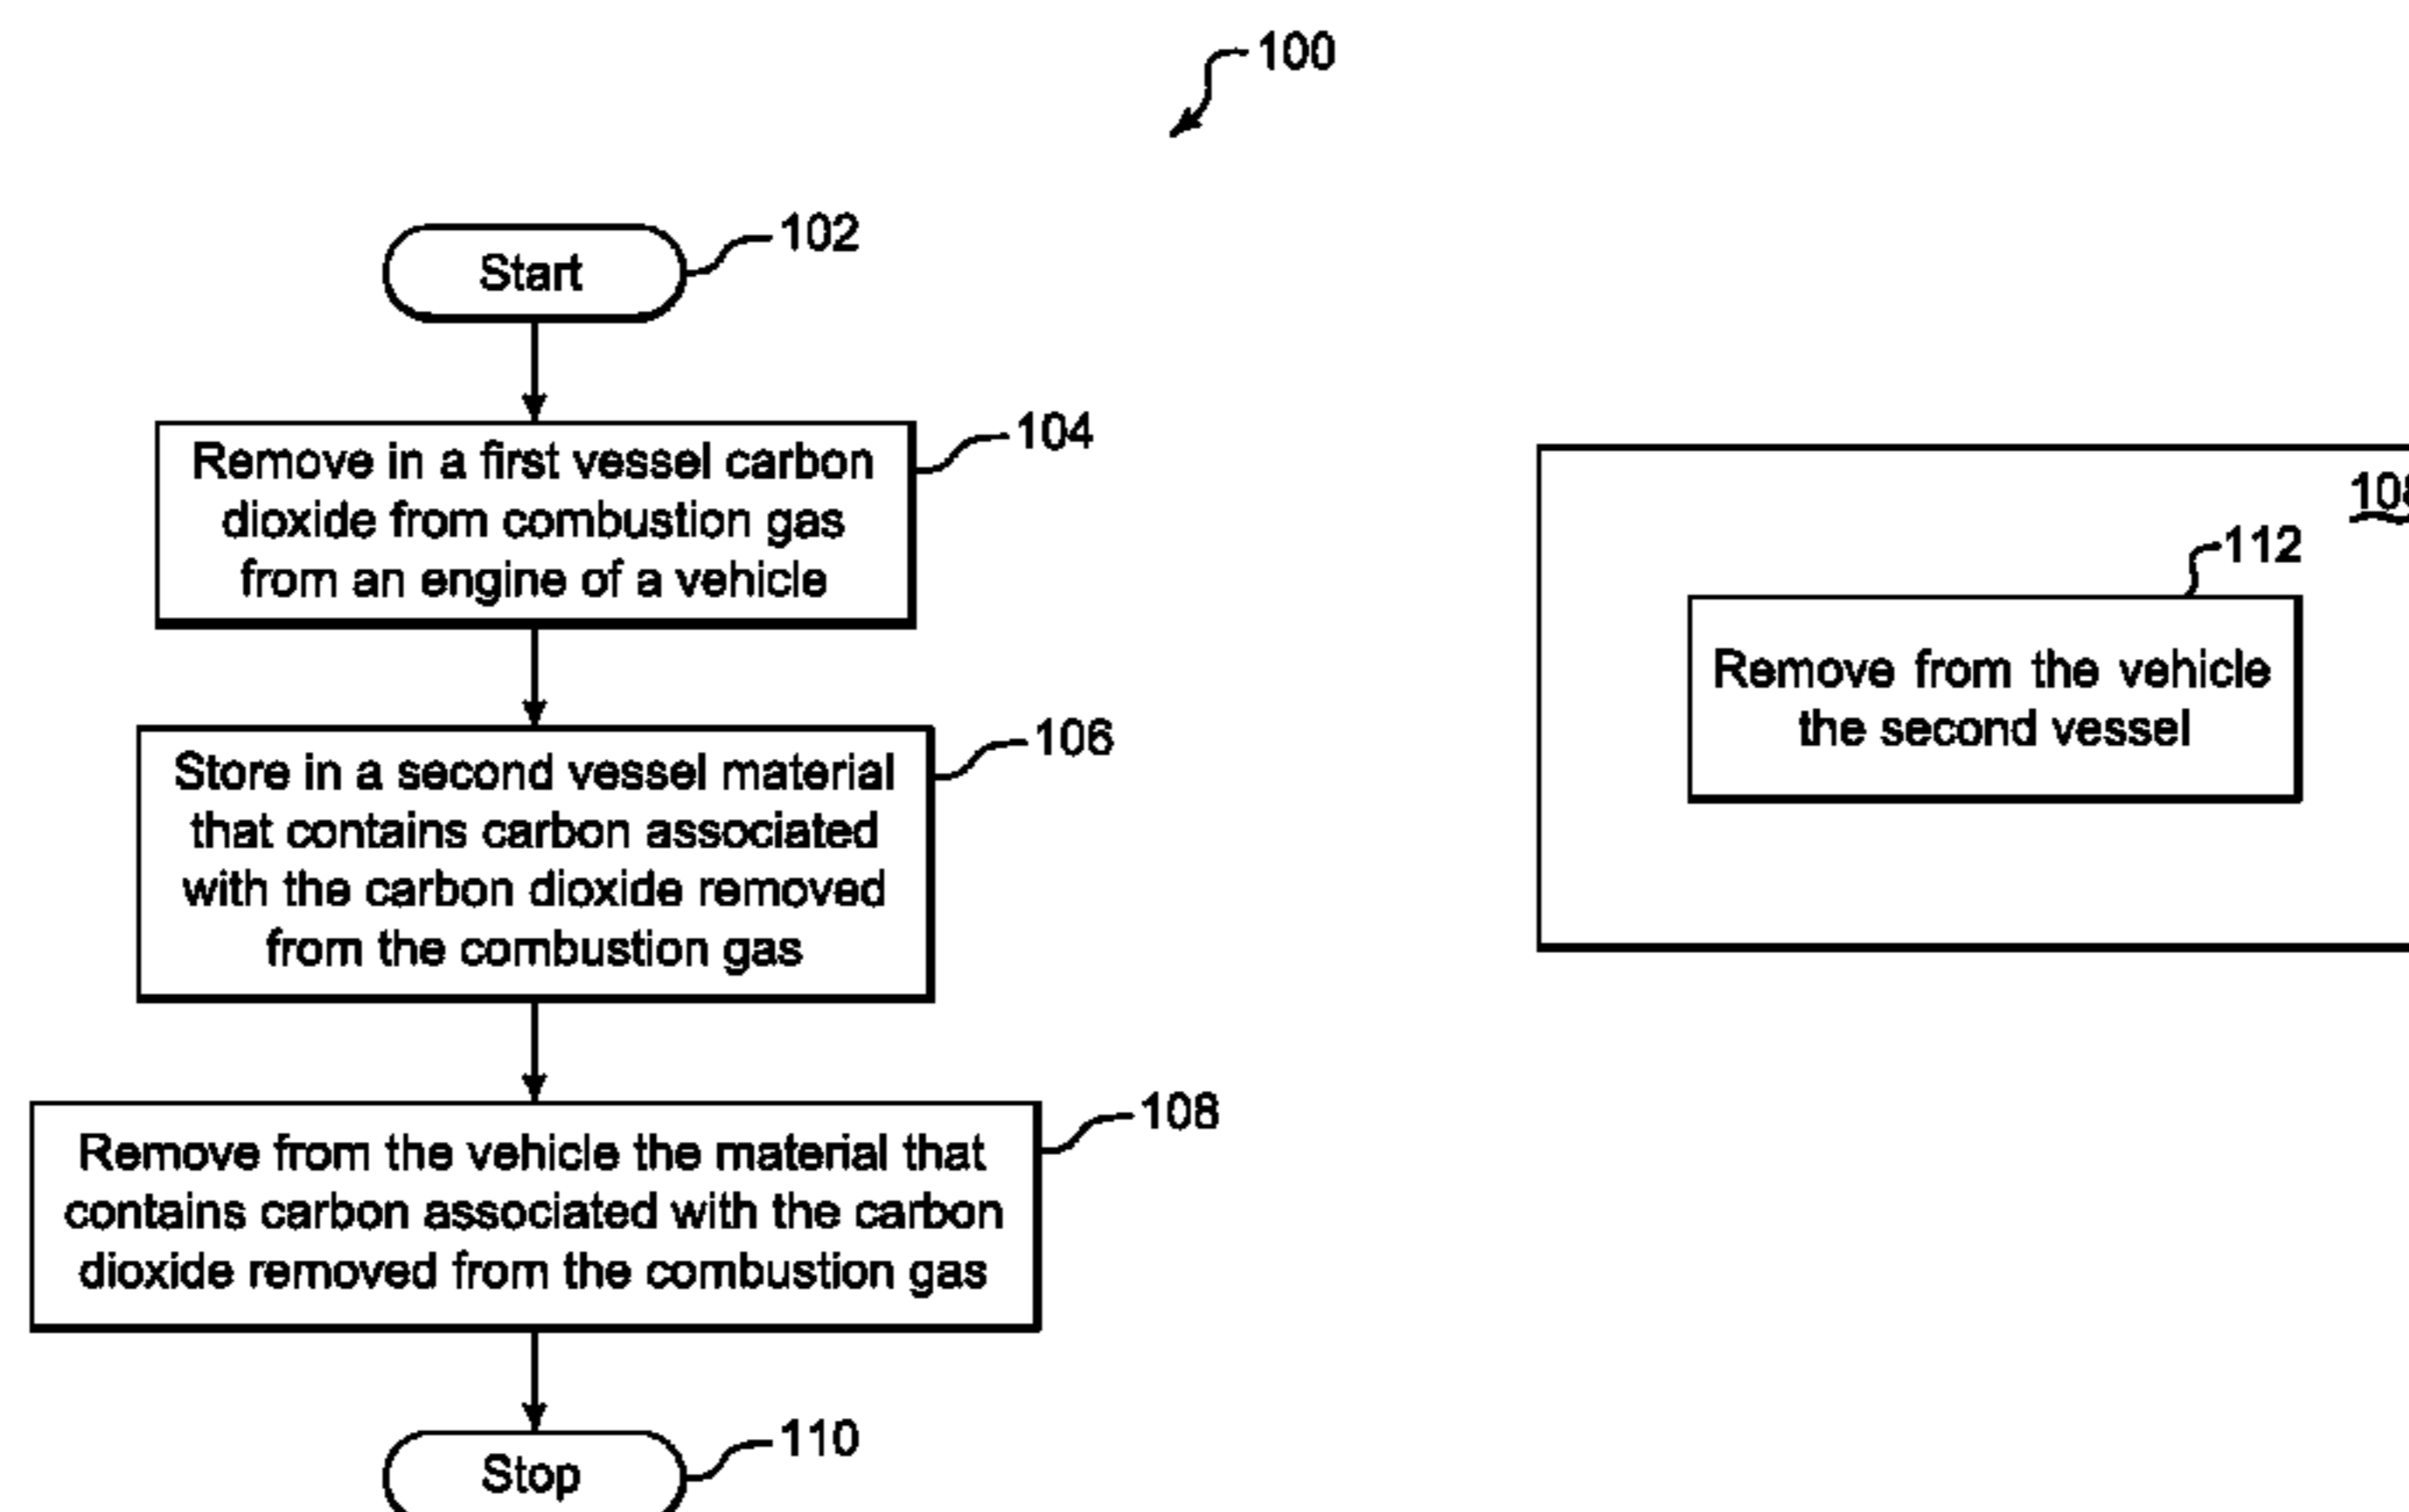 100
102
Start
104
Remove in a first vessel carbon
dioxide from combustion gas
from an engine of a vehicle
106
Store in a second vessel material
that contains carbon associated
with the carbon dioxide removed
from the combustion gas
108
Remove from the vehicle the material that
contains carbon associated with the carbon
dioxide removed from the combustion gas
110
Stop
112
Remove from the vehicle
the second vessel